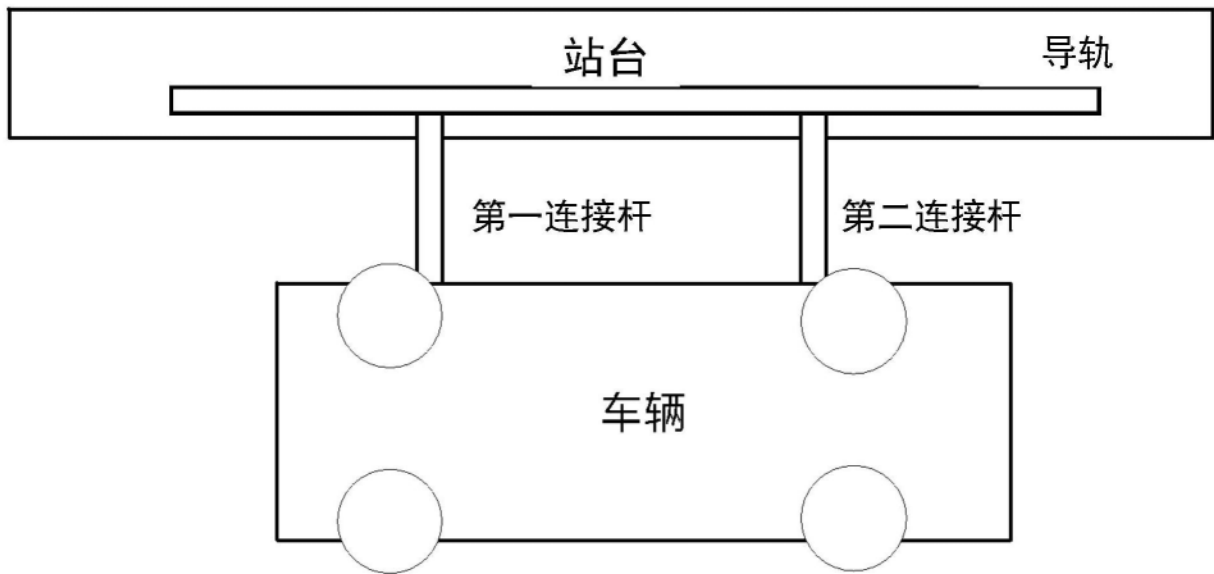 站台
导轨
第一连接杆
第二连接杆
车辆